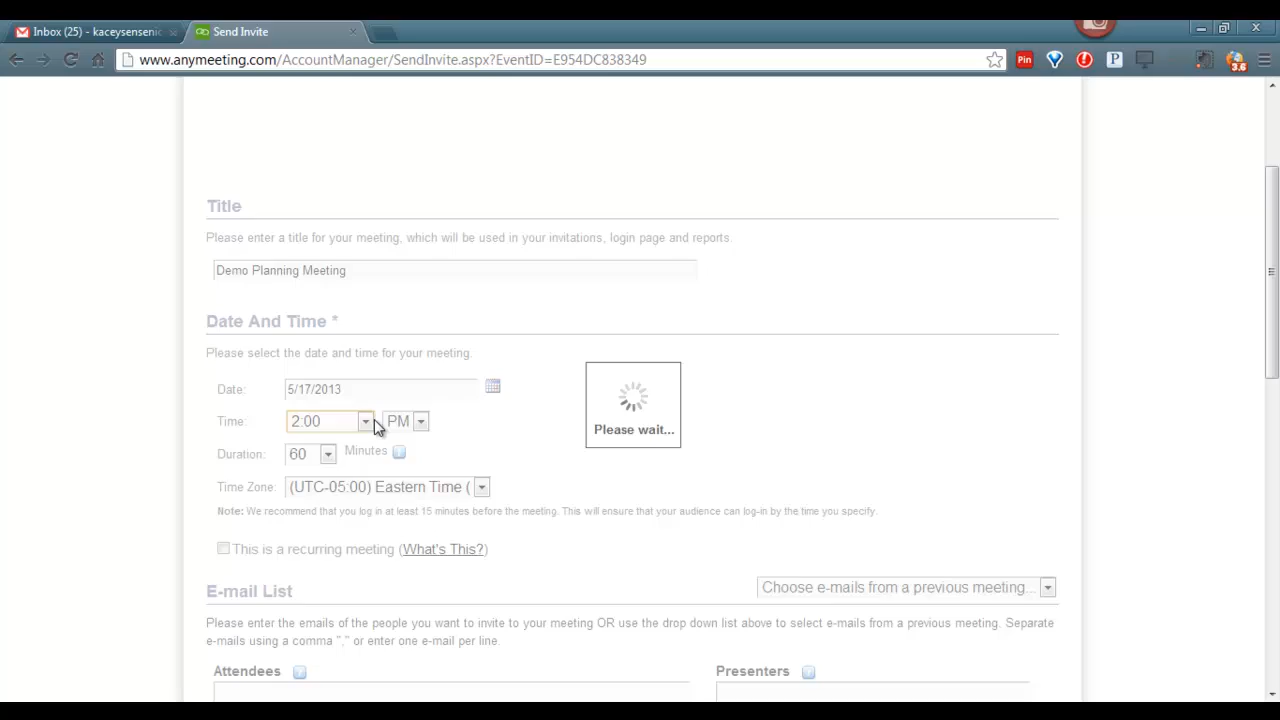 Inbox (25) - kaceysensenic
Send Invite
www.anymeeting.com/AccountManager/SendInvite.aspx?EventID=E954DC838349
Pin
P
3.6
Title
Please enter a title for your meeting, which will be used in your invitations, login page and reports.
Demo Planning Meeting
Date And Time *
Please select the date and time for your meeting.
Date: 5/17/2013
Time: 2:00 PM
Please wait...
Duration: 60 Minutes ?
Time Zone: (UTC-05:00) Eastern Time (
Note: We recommend that you log in at least 15 minutes before the meeting. This will ensure that your audience can log-in by the time you specify.
This is a recurring meeting (What's This?)
E-mail List
Choose e-mails from a previous meeting...
Please enter the emails of the people you want to invite to your meeting OR use the drop down list above to select e-mails from a previous meeting. Separate
e-mails using a comma "," or enter one e-mail per line.
Attendees ? Presenters ?